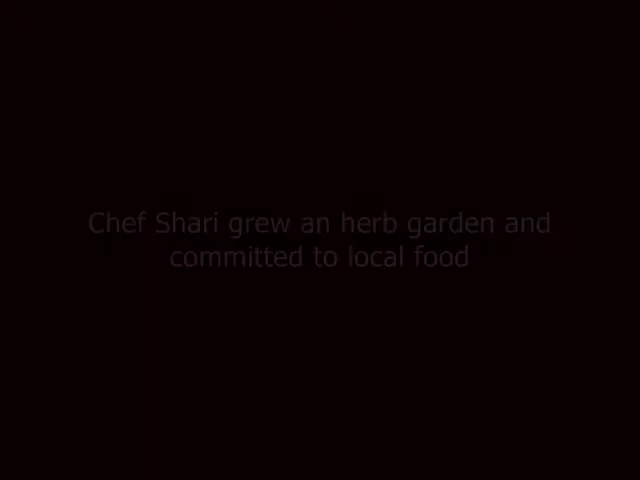 Chef Shari grew an herb garden and
committed to local food